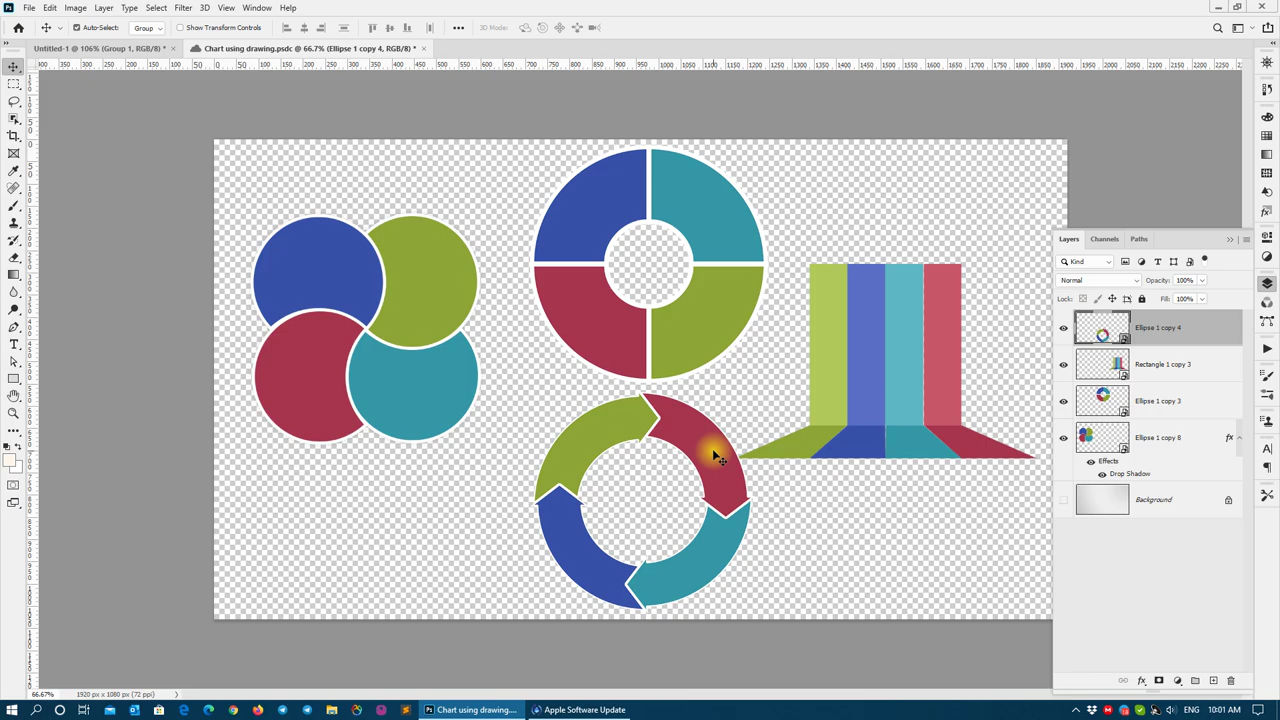 File Edit Image Layer Type Select Filter 3D View Window Help
Auto-Select: Group Show Transform Controls 3D Mode:
Untitled-1 @ 106% (Group 1, RGB/8) * × Chart using drawing.psdc @ 66.7% (Ellipse 1 copy 4, RGB/8) * ×
Layers Channels Paths
Kind
Normal Opacity: 100%
Lock: Fill: 100%
Ellipse 1 copy 4
Rectangle 1 copy 3
Ellipse 1 copy 3
Ellipse 1 copy 8 fx
Effects
Drop Shadow
Background
66.67% 1920 px x 1080 px (72 ppi)
Chart using drawing.... Apple Software Update ENG 10:01 AM